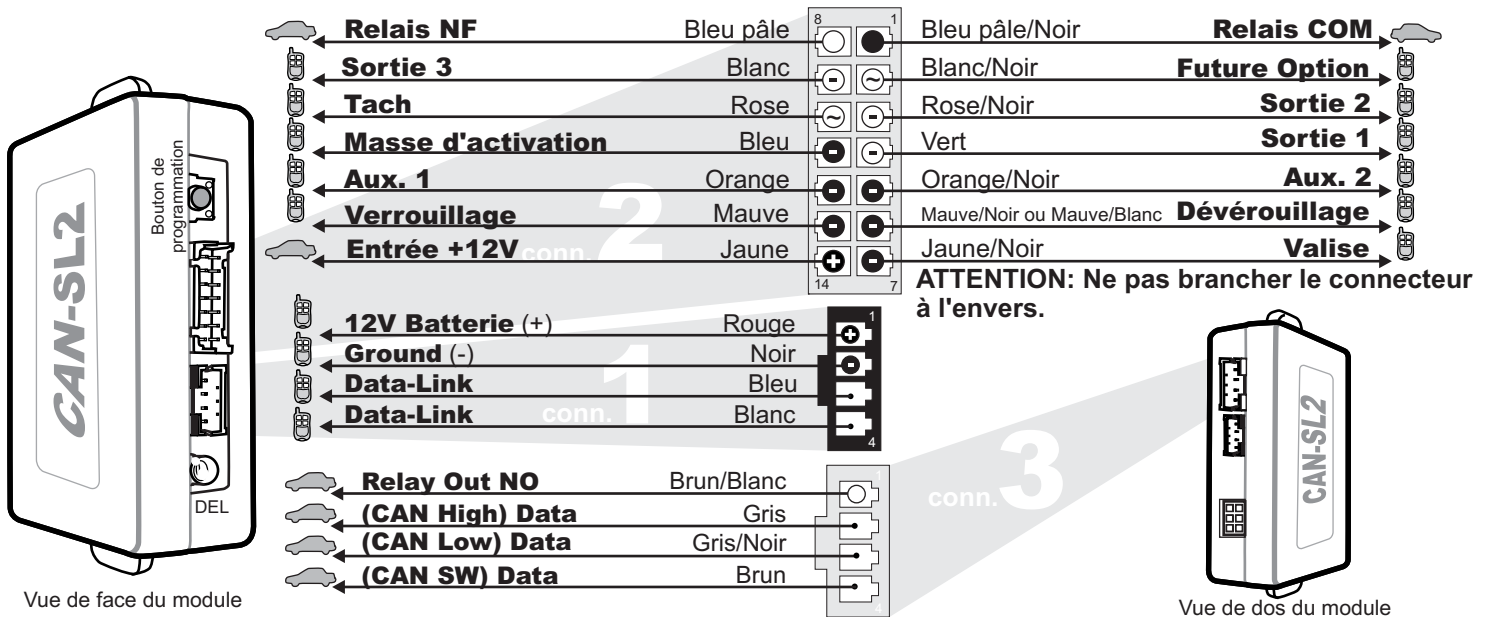 8 1
Relais NF Bleu pâle Bleu pâle/Noir Relais COM
Sortie 3 Blanc Blanc/Noir Future Option
Tach Rose Rose/Noir Sortie 2
Masse d'activation Bleu Vert Sortie 1
Aux. 1 Orange Orange/Noir Aux. 2
Verrouillage Mauve Mauve/Noir ou Mauve/Blanc Dévérouillage
Entrée +12V Jaune Jaune/Noir Valise
14 7
conn. 2
ATTENTION: Ne pas brancher le connecteur
à l'envers.
Bouton de
programmation
CAN-SL2
DEL
Vue de face du module
1
12V Batterie (+) Rouge
Ground (-) Noir
Data-Link Bleu
Data-Link Blanc
4
conn. 1
1
Relay Out NO Brun/Blanc
(CAN High) Data Gris
(CAN Low) Data Gris/Noir
(CAN SW) Data Brun
4
conn. 3
CAN-SL2
Vue de dos du module